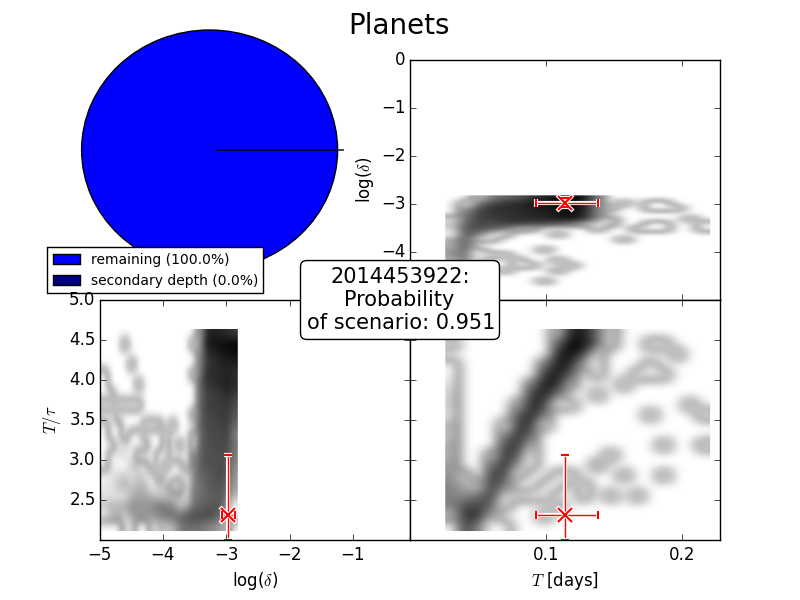 Planets
remaining (100.0%)
secondary depth (0.0%)
0
−1
−2
−3
−4
log(δ)
2014453922:
Probability
of scenario: 0.951
5.0
4.5
4.0
3.5
3.0
2.5
T/τ
−5
−4
−3
−2
−1
log(δ)
0.1
0.2
T [days]